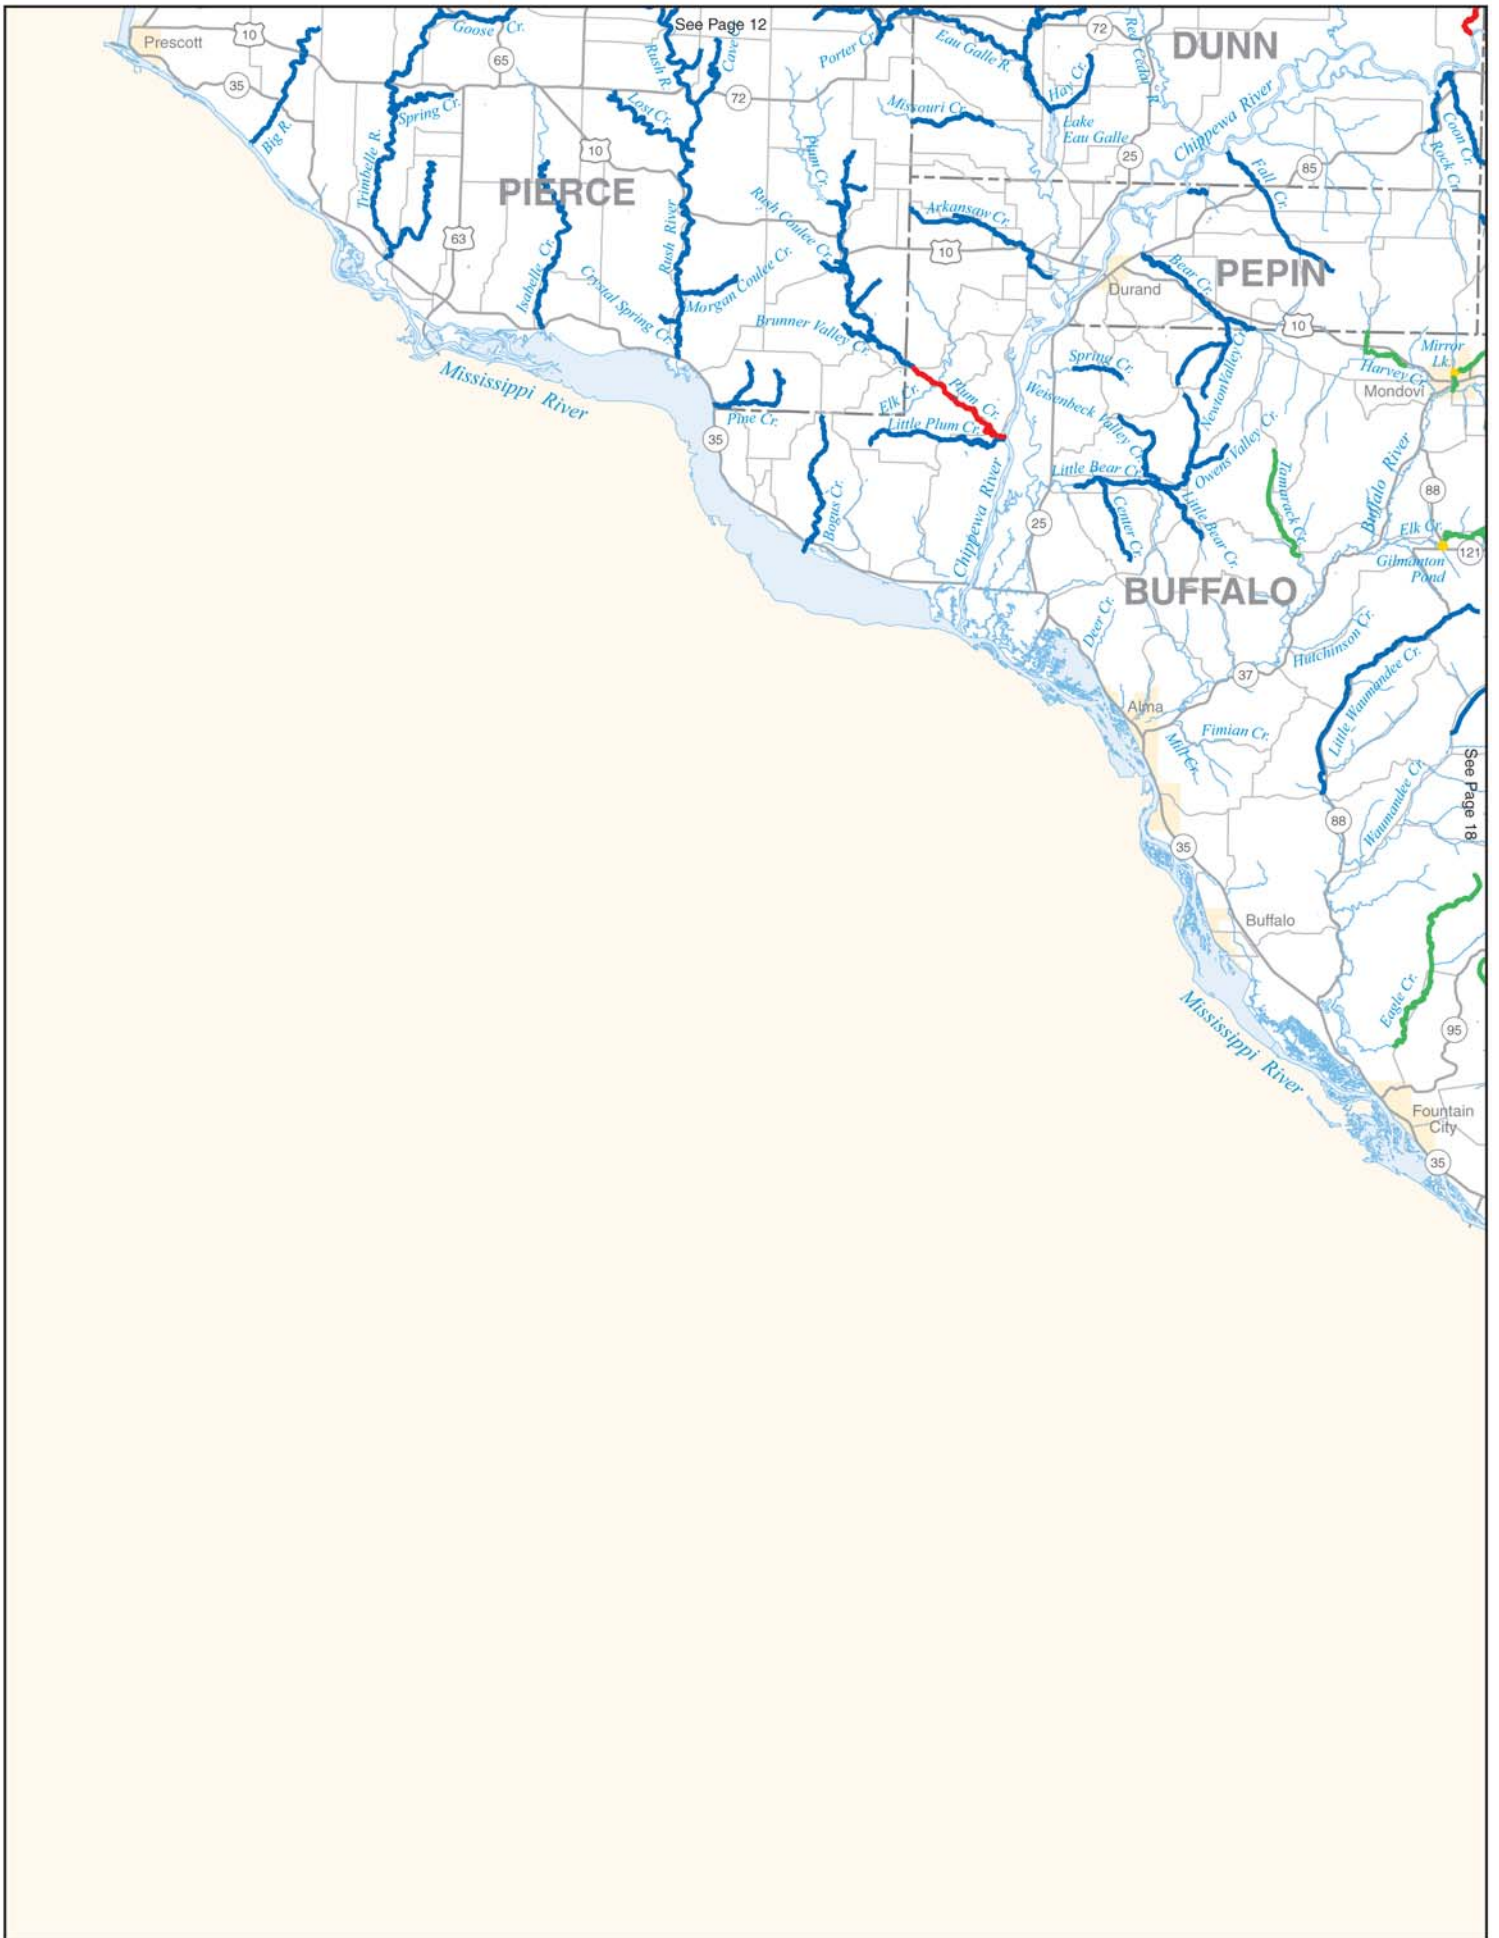 See Page 12
Prescott
10
35
Big R.
Goose Cr.
65
Spring Cr.
Trimbelle R.
63
PIERCE
10
Isabelle Cr.
Rush R.
Cave
Lost Cr.
72
Rush River
Crystal Spring Cr.
Morgan Coulee Cr.
Rush Coulee Cr.
Plum Cr.
Porter Cr.
Brunner Valley Cr.
Eau Galle R.
Hay Cr.
72
Red Cedar R.
DUNN
Missouri Cr.
Lake
Eau Galle
25
Chippewa River
85
Fall Cr.
Coon Cr.
Rock Cr.
Arkansaw Cr.
10
Durand
Bear Cr.
PEPIN
10
Mississippi River
Pine Cr.
35
Elk Cr.
Plum Cr.
Little Plum Cr.
Bogus Cr.
Chippewa River
25
Spring Cr.
Weisenbeck Valley Cr.
Newton Valley Cr.
Owens Valley Cr.
Little Bear Cr.
Center Cr.
Little Bear Cr.
Tamarack Cr.
Harvey Cr.
Mirror
Lk.
Mondovi
Buffalo River
88
Elk Cr.
121
Gilmanton
Pond
BUFFALO
Deer Cr.
Hutchinson Cr.
37
Alma
Mill Cr.
Fimian Cr.
Little Waumandee Cr.
Waumandee Cr.
See Page 18
88
35
Buffalo
Eagle Cr.
95
Mississippi River
Fountain
City
35